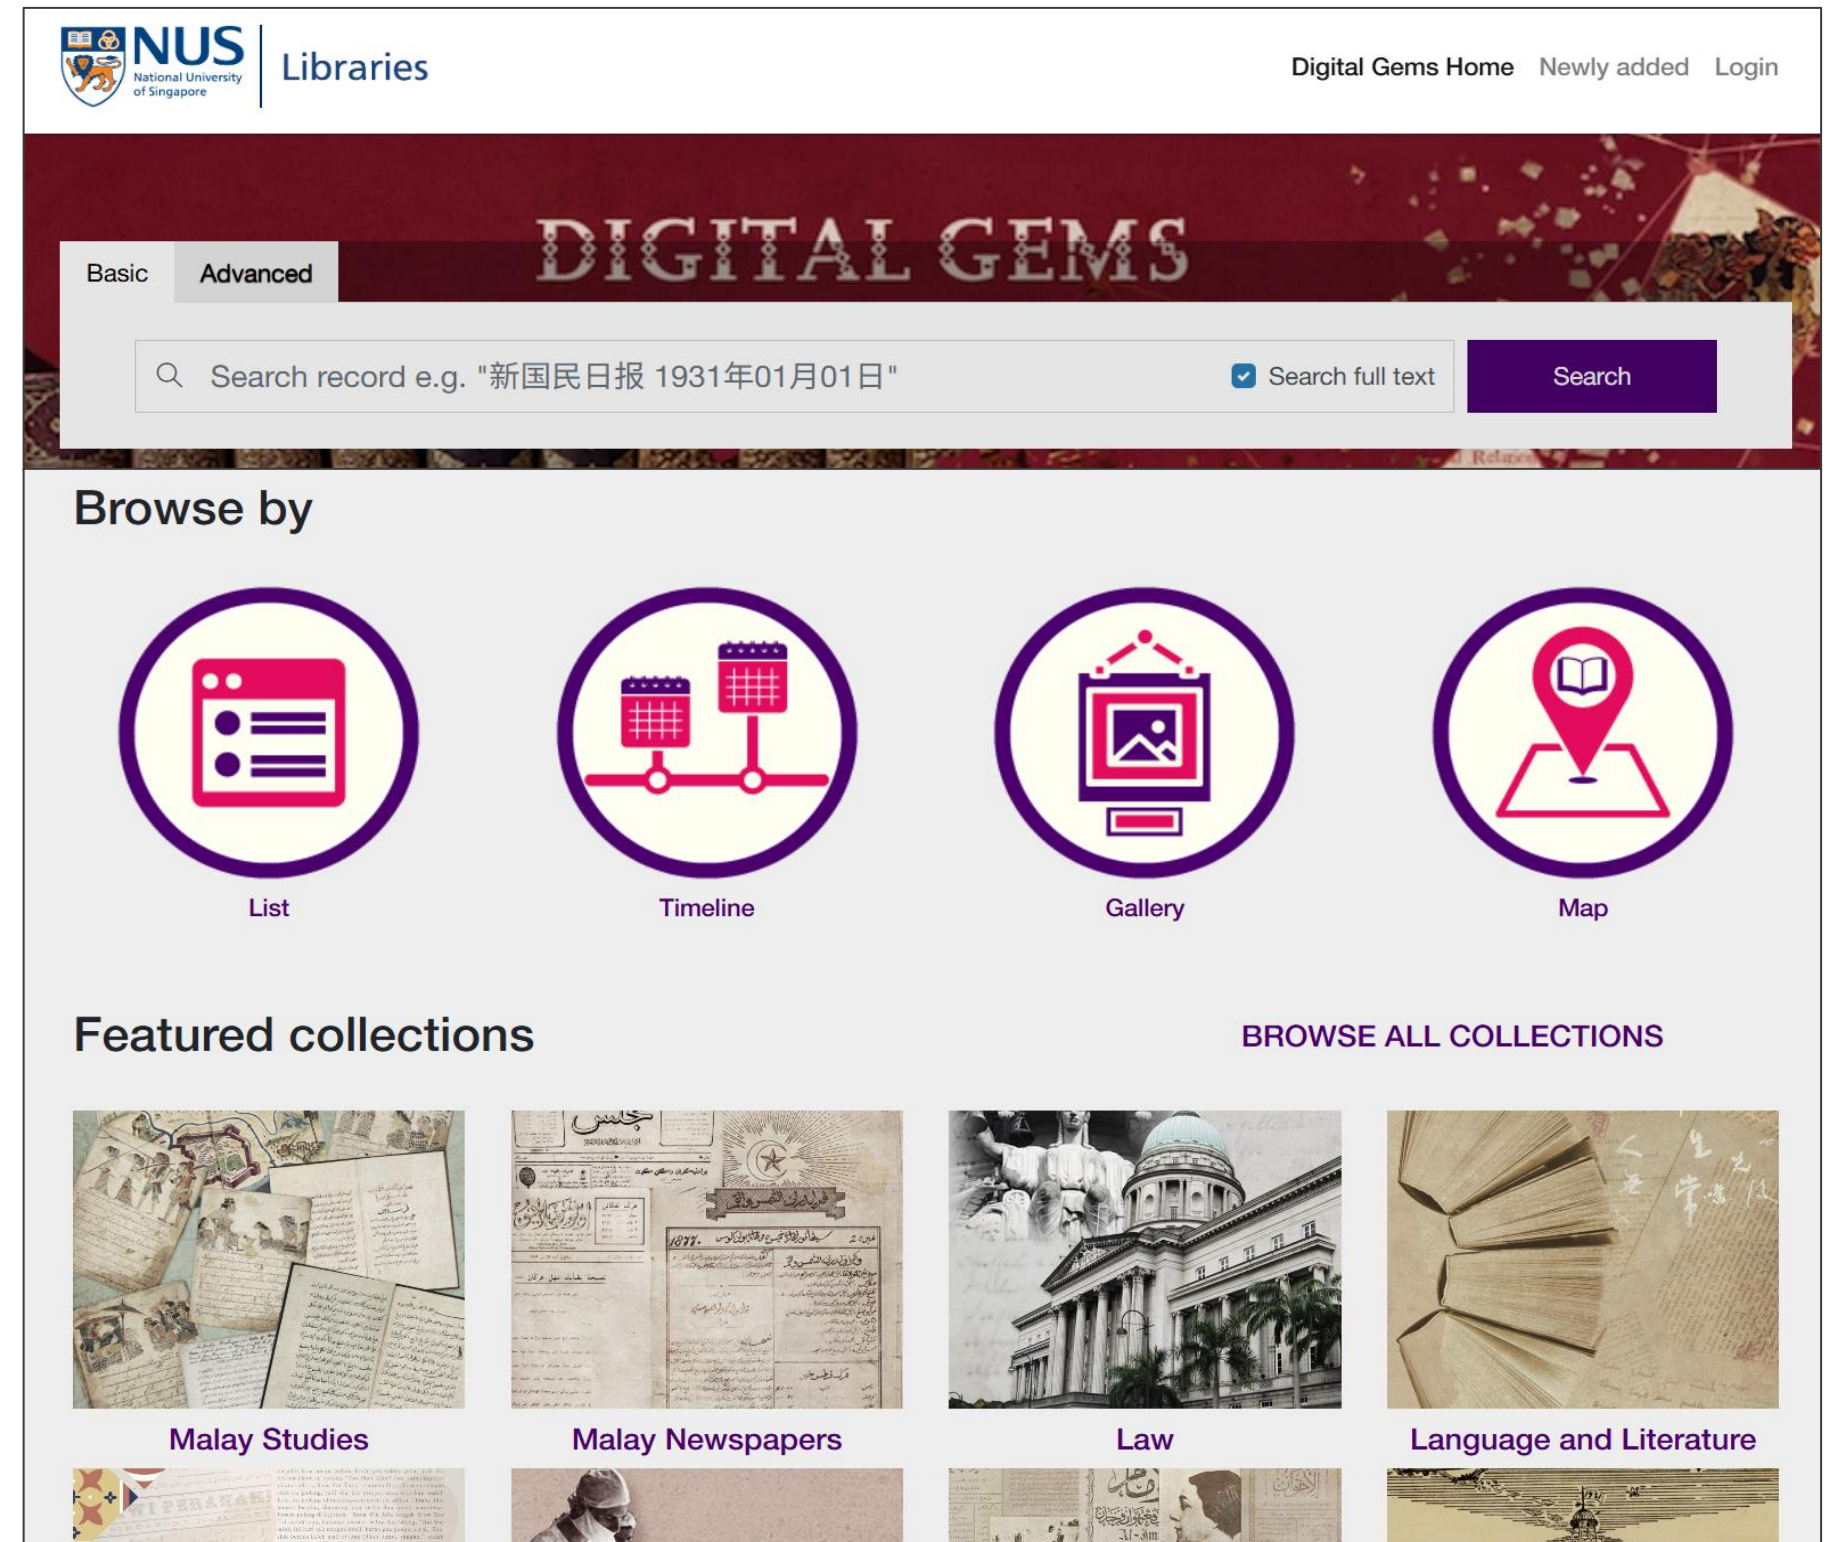 NUS
National University
of Singapore
Libraries
Digital Gems Home Newly added Login
DIGITAL GEMS
Basic Advanced
Search record e.g. "新国民日报 1931年01月01日"
Search full text
Search
Browse by
List
Timeline
Gallery
Map
Featured collections
BROWSE ALL COLLECTIONS
1877.
Malay Studies
Malay Newspapers
Law
Language and Literature